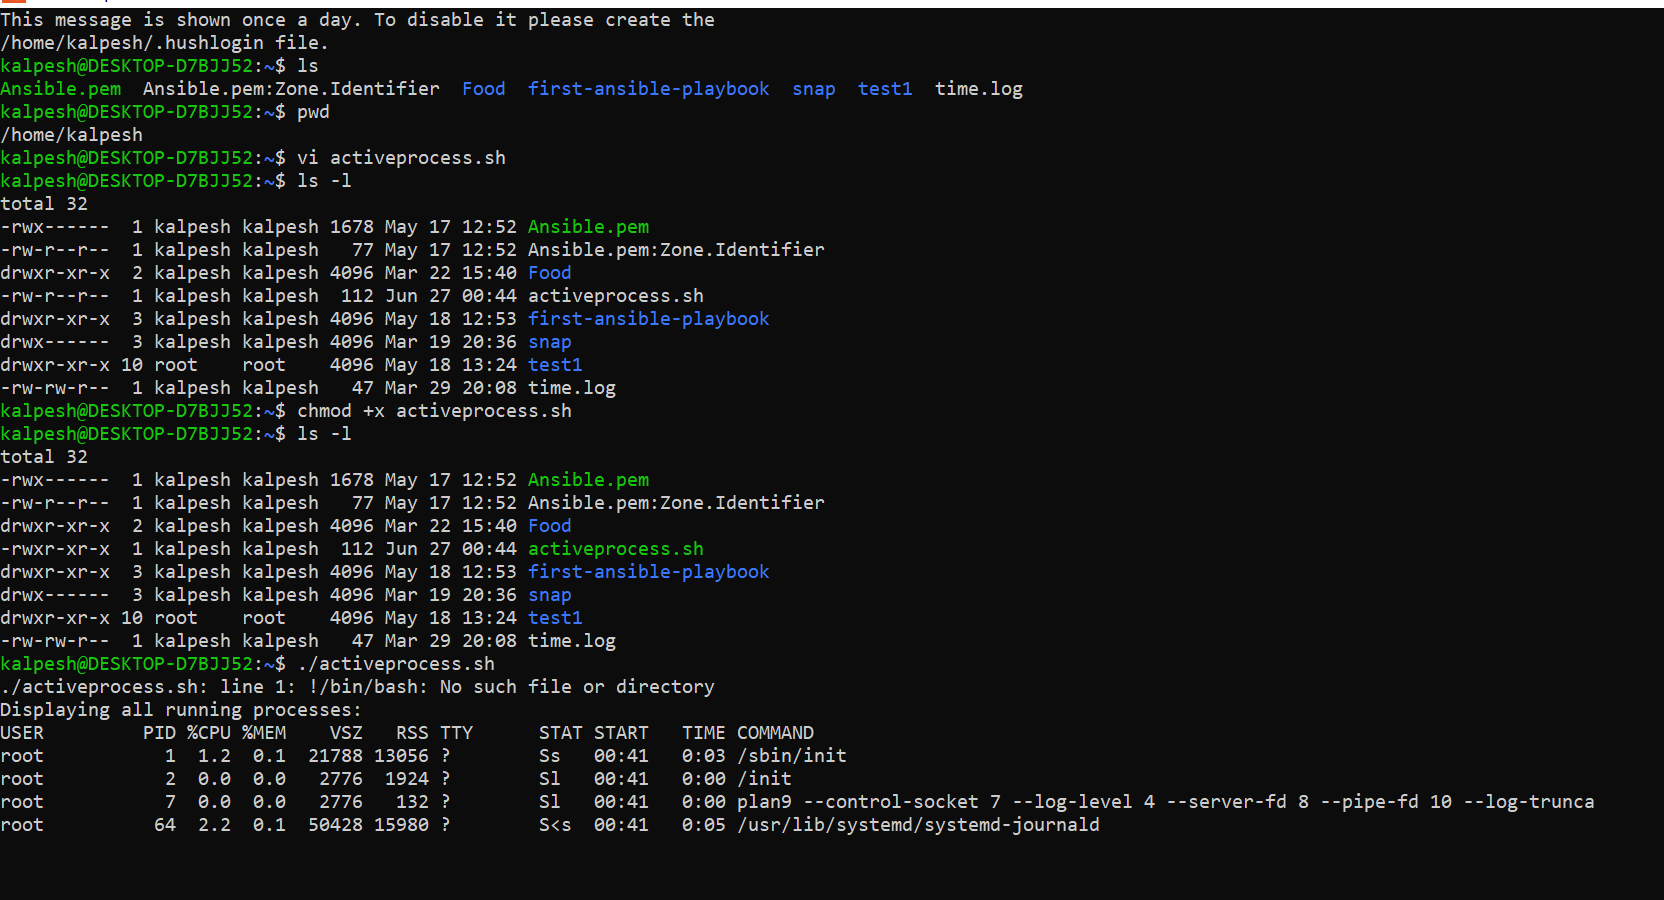 This message is shown once a day. To disable it please create the
/home/kalpesh/.hushlogin file.
kalpesh@DESKTOP-D7BJJ52:~$ ls
Ansible.pem  Ansible.pem:Zone.Identifier  Food  first-ansible-playbook  snap  test1  time.log
kalpesh@DESKTOP-D7BJJ52:~$ pwd
/home/kalpesh
kalpesh@DESKTOP-D7BJJ52:~$ vi activeprocess.sh
kalpesh@DESKTOP-D7BJJ52:~$ ls -l
total 32
-rwx------  1 kalpesh kalpesh 1678 May 17 12:52 Ansible.pem
-rw-r--r--  1 kalpesh kalpesh   77 May 17 12:52 Ansible.pem:Zone.Identifier
drwxr-xr-x  2 kalpesh kalpesh 4096 Mar 22 15:40 Food
-rw-r--r--  1 kalpesh kalpesh  112 Jun 27 00:44 activeprocess.sh
drwxr-xr-x  3 kalpesh kalpesh 4096 May 18 12:53 first-ansible-playbook
drwx------  3 kalpesh kalpesh 4096 Mar 19 20:36 snap
drwxr-xr-x 10 root    root    4096 May 18 13:24 test1
-rw-rw-r--  1 kalpesh kalpesh   47 Mar 29 20:08 time.log
kalpesh@DESKTOP-D7BJJ52:~$ chmod +x activeprocess.sh
kalpesh@DESKTOP-D7BJJ52:~$ ls -l
total 32
-rwx------  1 kalpesh kalpesh 1678 May 17 12:52 Ansible.pem
-rw-r--r--  1 kalpesh kalpesh   77 May 17 12:52 Ansible.pem:Zone.Identifier
drwxr-xr-x  2 kalpesh kalpesh 4096 Mar 22 15:40 Food
-rwxr-xr-x  1 kalpesh kalpesh  112 Jun 27 00:44 activeprocess.sh
drwxr-xr-x  3 kalpesh kalpesh 4096 May 18 12:53 first-ansible-playbook
drwx------  3 kalpesh kalpesh 4096 Mar 19 20:36 snap
drwxr-xr-x 10 root    root    4096 May 18 13:24 test1
-rw-rw-r--  1 kalpesh kalpesh   47 Mar 29 20:08 time.log
kalpesh@DESKTOP-D7BJJ52:~$ ./activeprocess.sh
./activeprocess.sh: line 1: !/bin/bash: No such file or directory
Displaying all running processes:
USER         PID %CPU %MEM    VSZ   RSS TTY      STAT START   TIME COMMAND
root           1  1.2  0.1  21788 13056 ?        Ss   00:41   0:03 /sbin/init
root           2  0.0  0.0   2776  1924 ?        Sl   00:41   0:00 /init
root           7  0.0  0.0   2776   132 ?        Sl   00:41   0:00 plan9 --control-socket 7 --log-level 4 --server-fd 8 --pipe-fd 10 --log-trunca
root          64  2.2  0.1  50428 15980 ?        S<s  00:41   0:05 /usr/lib/systemd/systemd-journald